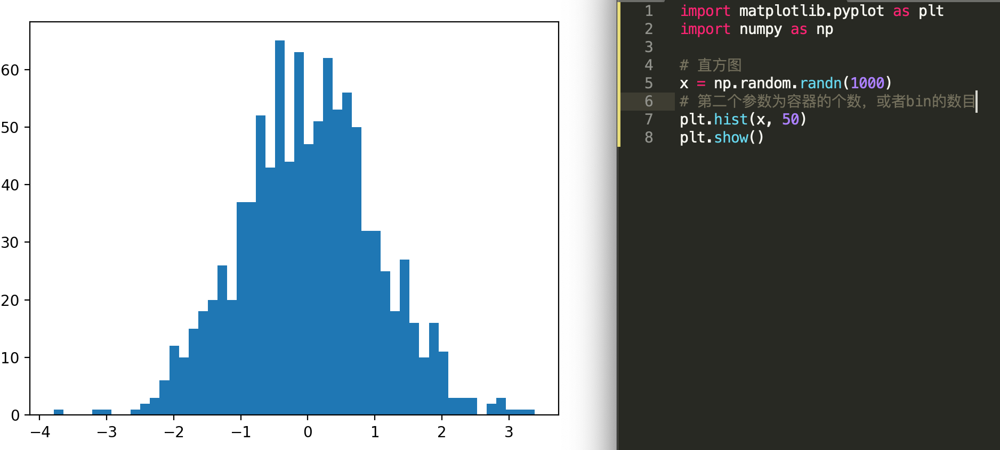 60
50
40
30
20
10
0
−4 −3 −2 −1 0 1 2 3
1 import matplotlib.pyplot as plt
2 import numpy as np
3
4 # 直方图
5 x = np.random.randn(1000)
6 # 第二个参数为容器的个数，或者bin的数目
7 plt.hist(x, 50)
8 plt.show()